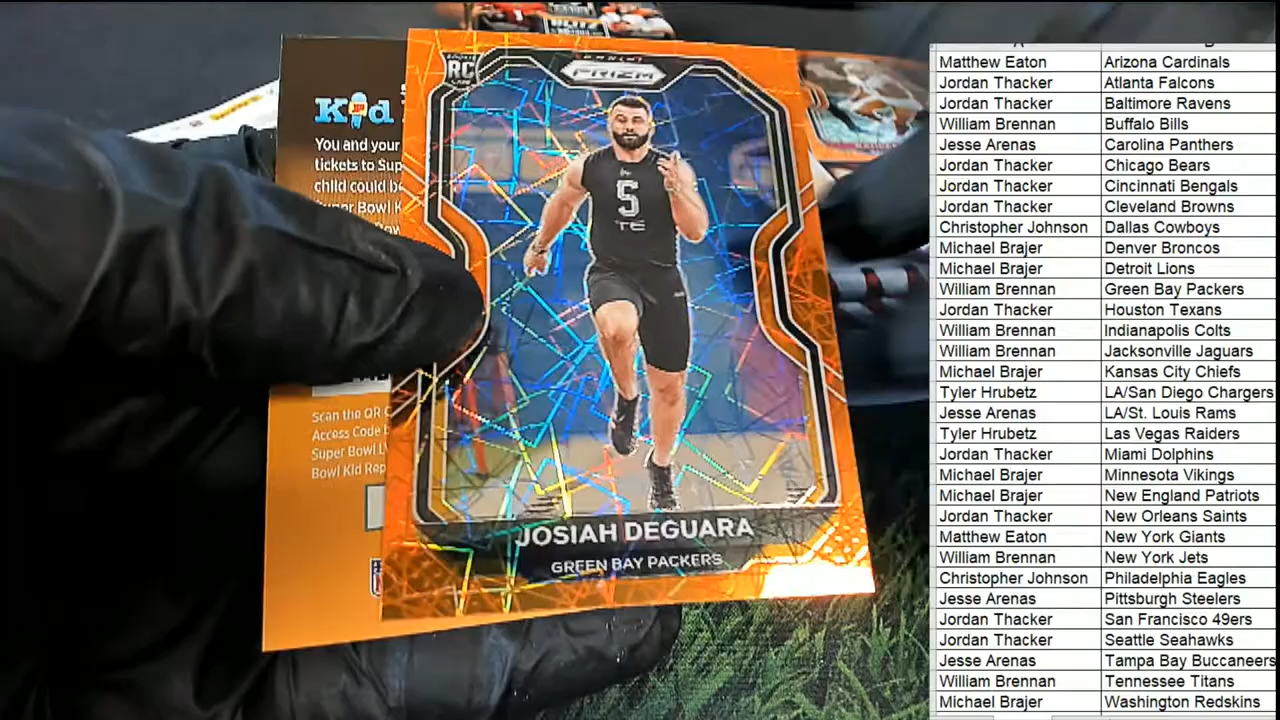 Kid
You and your
tickets to Sup
child could be
Super Bowl K
Scan the QR C
Access Code b
Super Bowl LV
Bowl Kid Rep
RC
PANINI
PRIZM
5
TE
JOSIAH DEGUARA
GREEN BAY PACKERS
Matthew Eaton Arizona Cardinals
Jordan Thacker Atlanta Falcons
Jordan Thacker Baltimore Ravens
William Brennan Buffalo Bills
Jesse Arenas Carolina Panthers
Jordan Thacker Chicago Bears
Jordan Thacker Cincinnati Bengals
Jordan Thacker Cleveland Browns
Christopher Johnson Dallas Cowboys
Michael Brajer Denver Broncos
Michael Brajer Detroit Lions
William Brennan Green Bay Packers
Jordan Thacker Houston Texans
William Brennan Indianapolis Colts
William Brennan Jacksonville Jaguars
Michael Brajer Kansas City Chiefs
Tyler Hrubetz LA/San Diego Chargers
Jesse Arenas LA/St. Louis Rams
Tyler Hrubetz Las Vegas Raiders
Jordan Thacker Miami Dolphins
Michael Brajer Minnesota Vikings
Michael Brajer New England Patriots
Jordan Thacker New Orleans Saints
Matthew Eaton New York Giants
William Brennan New York Jets
Christopher Johnson Philadelphia Eagles
Jesse Arenas Pittsburgh Steelers
Jordan Thacker San Francisco 49ers
Jordan Thacker Seattle Seahawks
Jesse Arenas Tampa Bay Buccaneers
William Brennan Tennessee Titans
Michael Brajer Washington Redskins